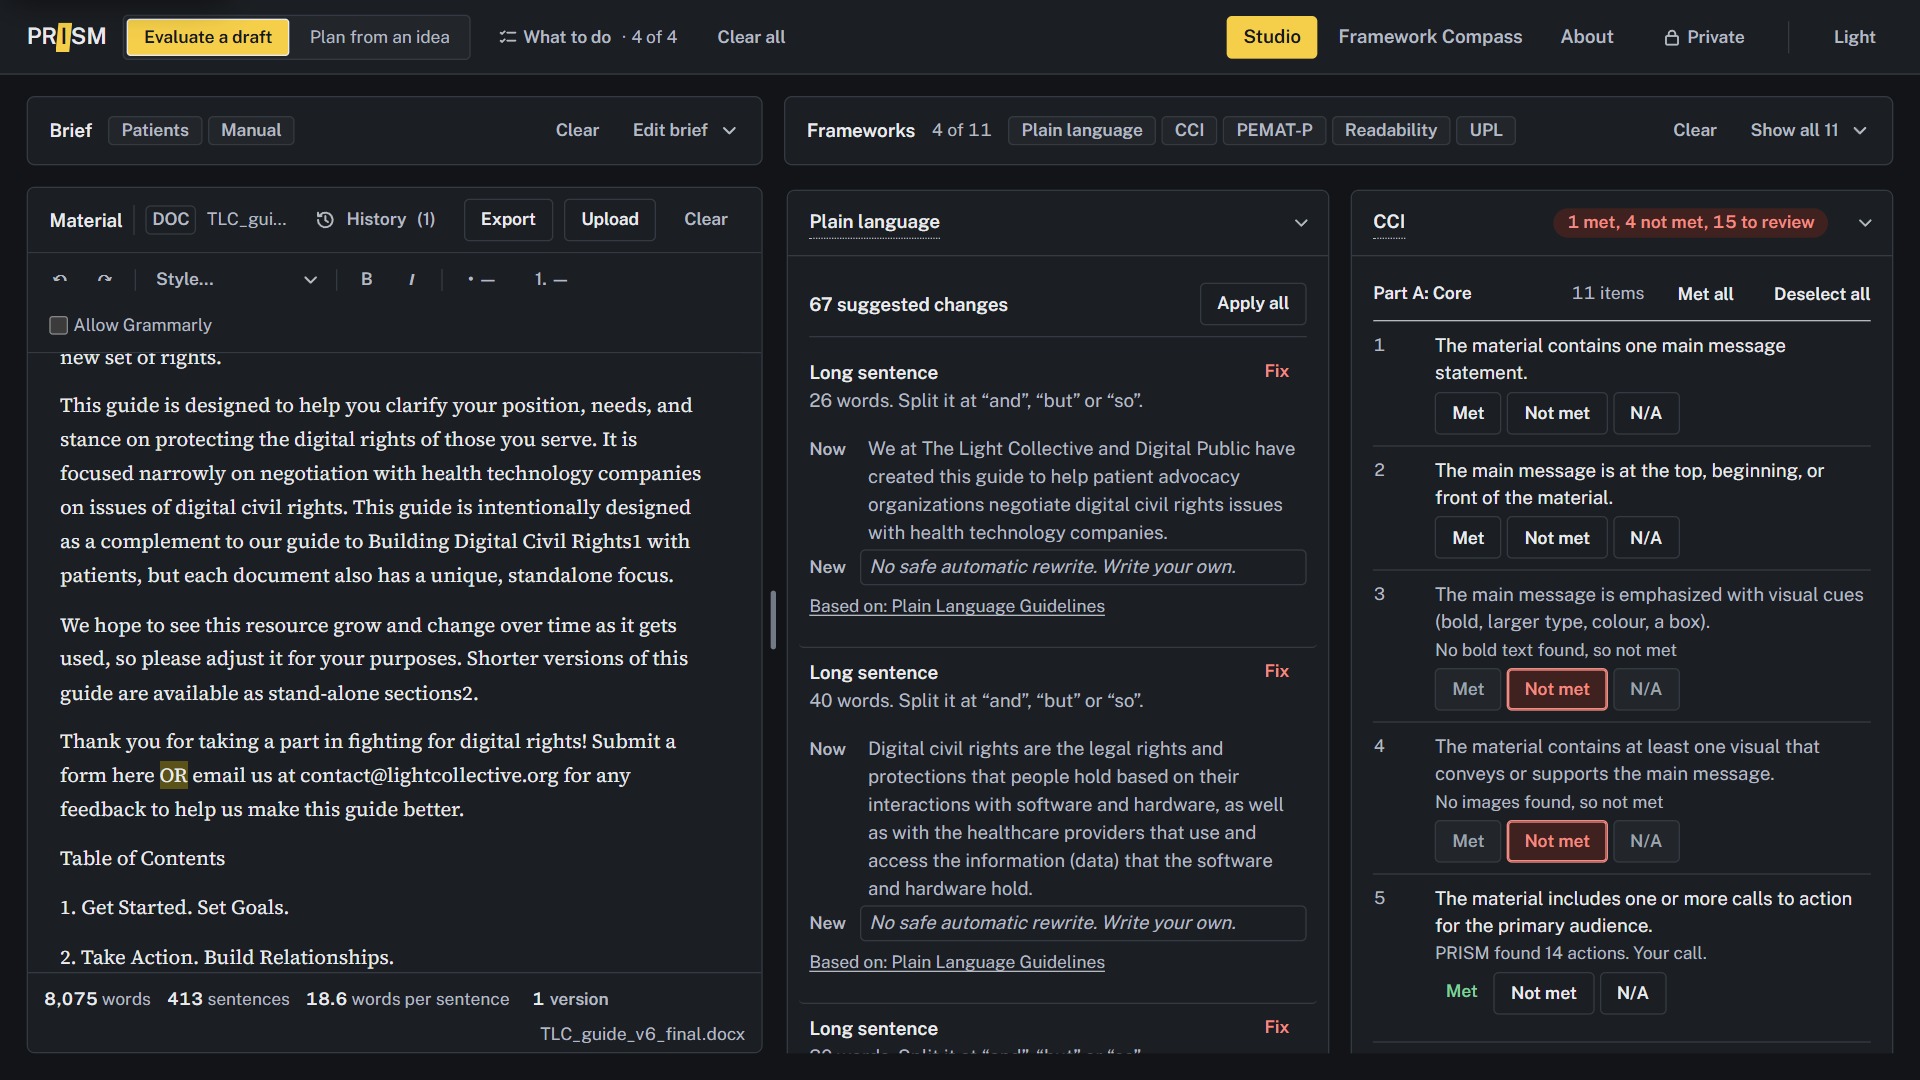 PRISM
Evaluate a draft
Plan from an idea
What to do · 4 of 4
Clear all
Studio
Framework Compass
About
Private
Light
Brief
Patients
Manual
Clear
Edit brief
Frameworks
4 of 11
Plain language
CCI
PEMAT-P
Readability
UPL
Clear
Show all 11
Material
DOC
TLC_gui...
History (1)
Export
Upload
Clear
Style...
B
I
• —
1. —
Allow Grammarly
new set of rights.
This guide is designed to help you clarify your position, needs, and
stance on protecting the digital rights of those you serve. It is
focused narrowly on negotiation with health technology companies
on issues of digital civil rights. This guide is intentionally designed
as a complement to our guide to Building Digital Civil Rights1 with
patients, but each document also has a unique, standalone focus.
We hope to see this resource grow and change over time as it gets
used, so please adjust it for your purposes. Shorter versions of this
guide are available as stand-alone sections2.
Thank you for taking a part in fighting for digital rights! Submit a
form here OR email us at contact@lightcollective.org for any
feedback to help us make this guide better.
Table of Contents
1. Get Started. Set Goals.
2. Take Action. Build Relationships.
8,075 words
413 sentences
18.6 words per sentence
1 version
TLC_guide_v6_final.docx
Plain language
67 suggested changes
Apply all
Long sentence
Fix
26 words. Split it at “and”, “but” or “so”.
Now
We at The Light Collective and Digital Public have
created this guide to help patient advocacy
organizations negotiate digital civil rights issues
with health technology companies.
New
No safe automatic rewrite. Write your own.
Based on: Plain Language Guidelines
Long sentence
Fix
40 words. Split it at “and”, “but” or “so”.
Now
Digital civil rights are the legal rights and
protections that people hold based on their
interactions with software and hardware, as well
as with the healthcare providers that use and
access the information (data) that the software
and hardware hold.
New
No safe automatic rewrite. Write your own.
Based on: Plain Language Guidelines
Long sentence
Fix
words. Split it at “and”, “but” or “so”.
CCI
1 met, 4 not met, 15 to review
Part A: Core
11 items
Met all
Deselect all
1
The material contains one main message
statement.
Met
Not met
N/A
2
The main message is at the top, beginning, or
front of the material.
Met
Not met
N/A
3
The main message is emphasized with visual cues
(bold, larger type, colour, a box).
No bold text found, so not met
Met
Not met
N/A
4
The material contains at least one visual that
conveys or supports the main message.
No images found, so not met
Met
Not met
N/A
5
The material includes one or more calls to action
for the primary audience.
PRISM found 14 actions. Your call.
Met
Not met
N/A